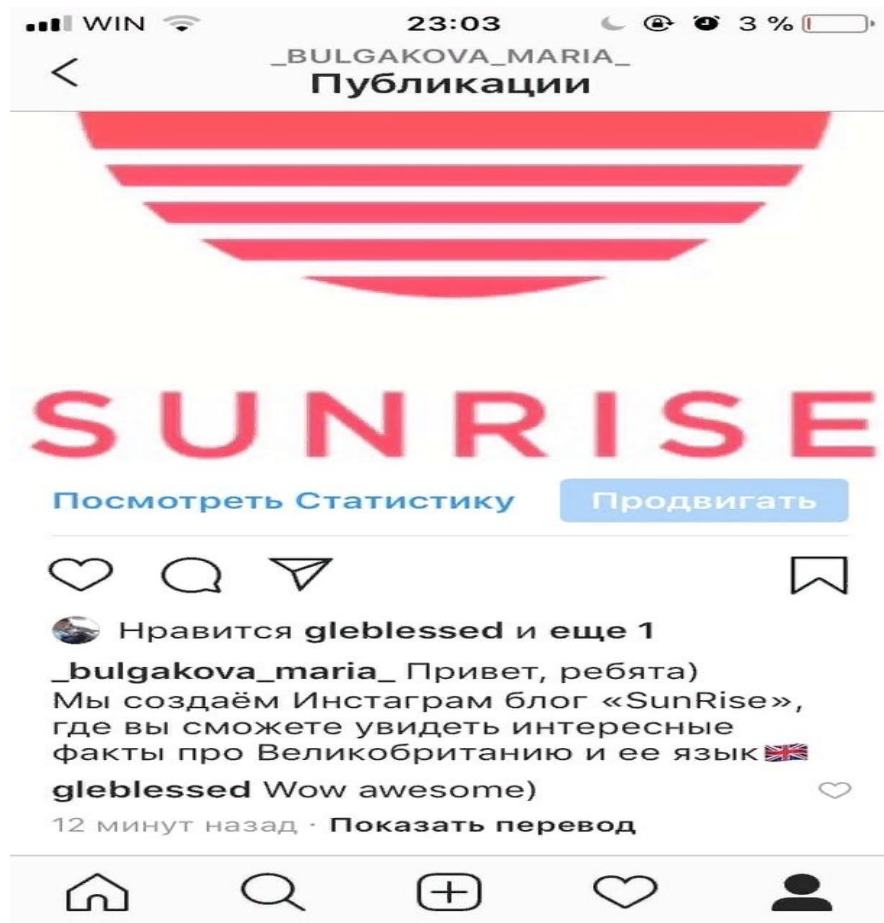 WIN 23:03 3 %
_BULGAKOVA_MARIA_
Публикации
SUNRISE
Посмотреть Статистику Продвигать
Нравится gleblessed и еще 1
_bulgakova_maria_ Привет, ребята)
Мы создаём Инстаграм блог «SunRise»,
где вы сможете увидеть интересные
факты про Великобританию и ее язык🇬🇧
gleblessed Wow awesome)
12 минут назад · Показать перевод